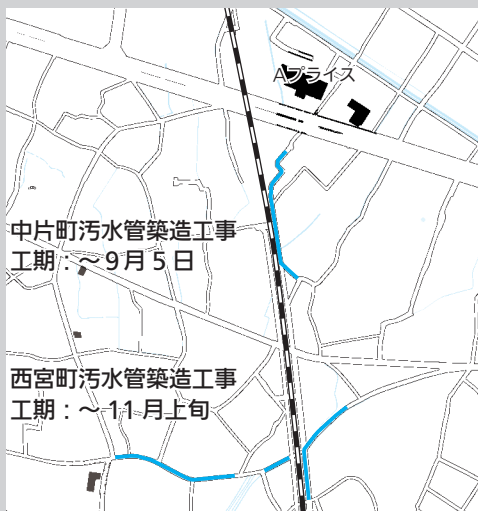 Aプライス
中片町汚水管築造工事
工期：～9月5日
西宮町汚水管築造工事
工期：～11月上旬